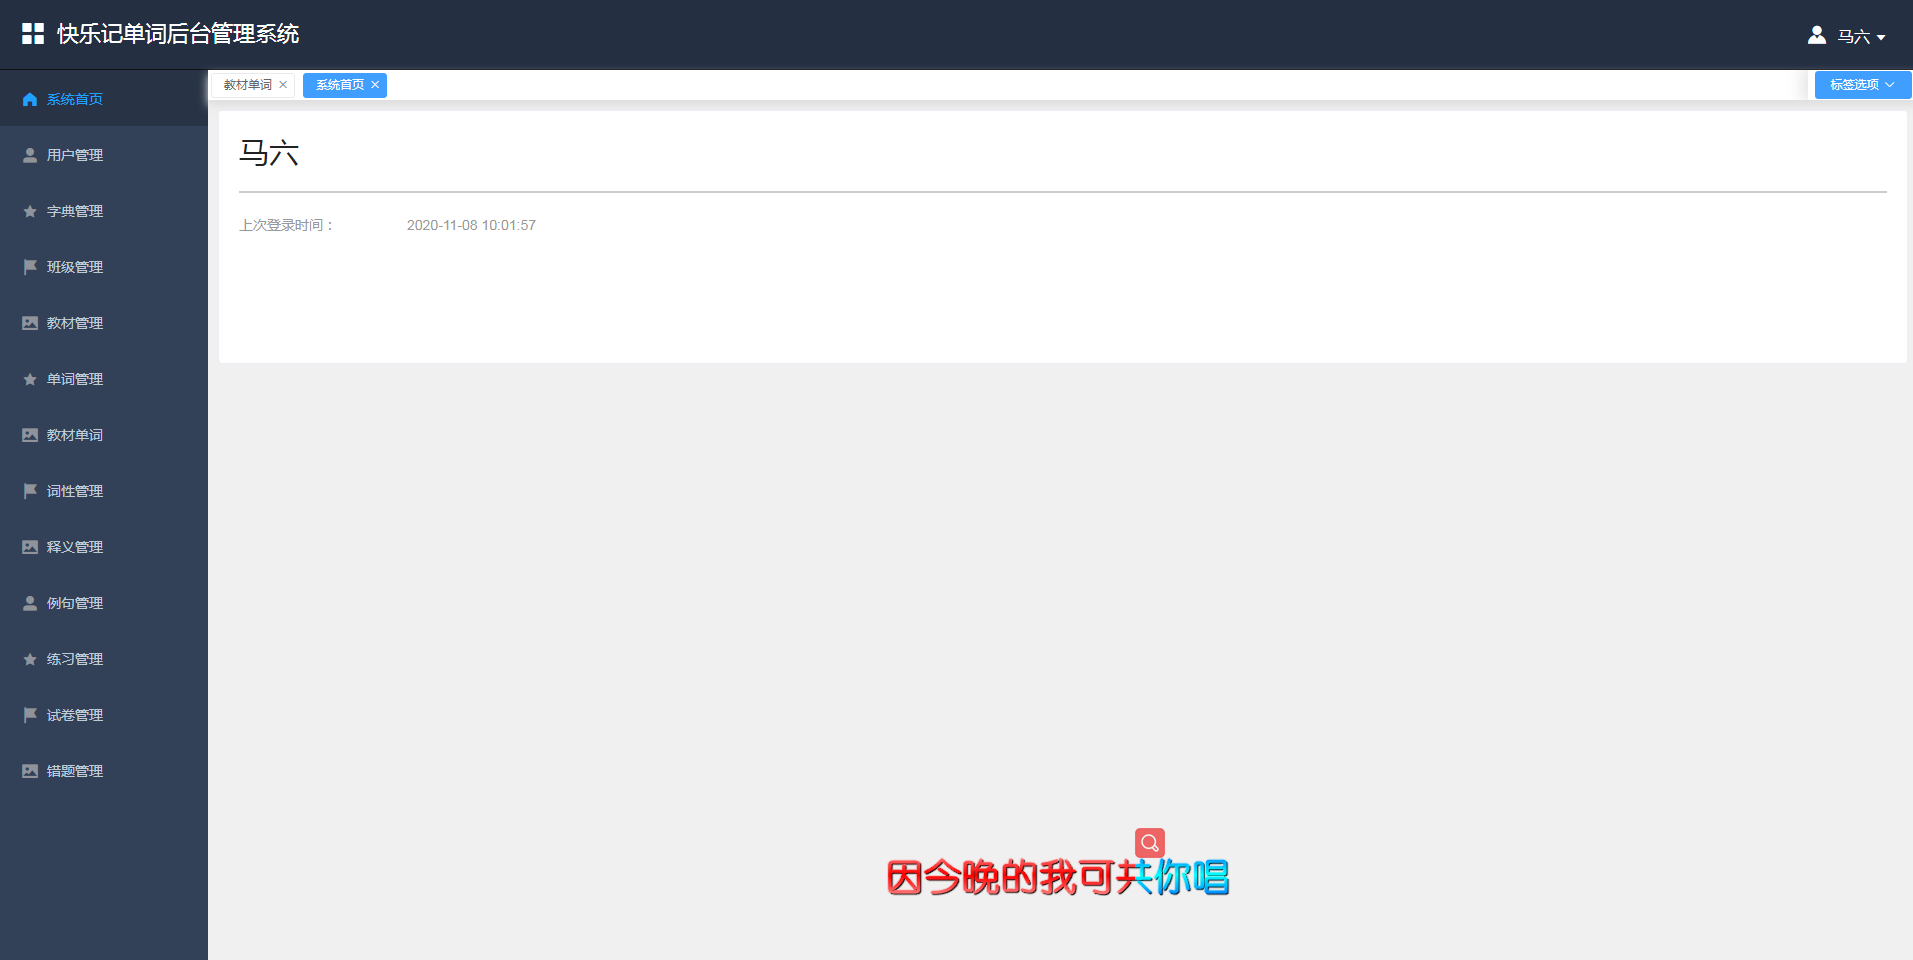 快乐记单词后台管理系统
马六
系统首页
用户管理
字典管理
班级管理
教材管理
单词管理
教材单词
词性管理
释义管理
例句管理
练习管理
试卷管理
错题管理
教材单词
系统首页
标签选项
马六
上次登录时间： 2020-11-08 10:01:57
因今晚的我可共你唱